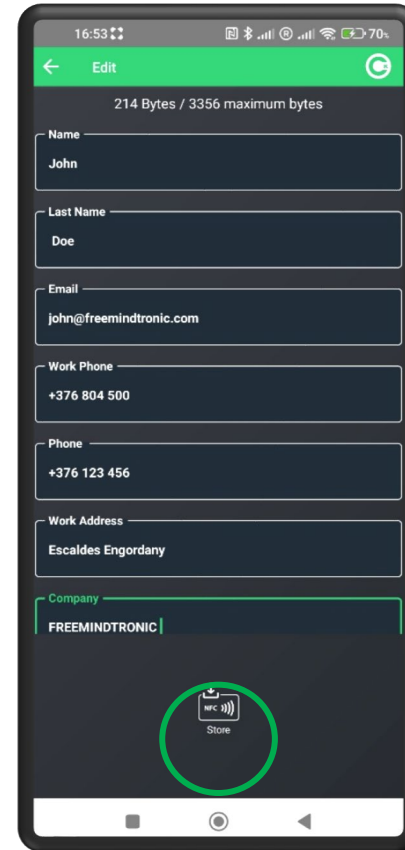 16:53 70%
Edit
214 Bytes / 3356 maximum bytes
Name
John
Last Name
Doe
Email
john@freemindtronic.com
Work Phone
+376 804 500
Phone
+376 123 456
Work Address
Escaldes Engordany
Company
FREEMINDTRONIC
NFC
Store